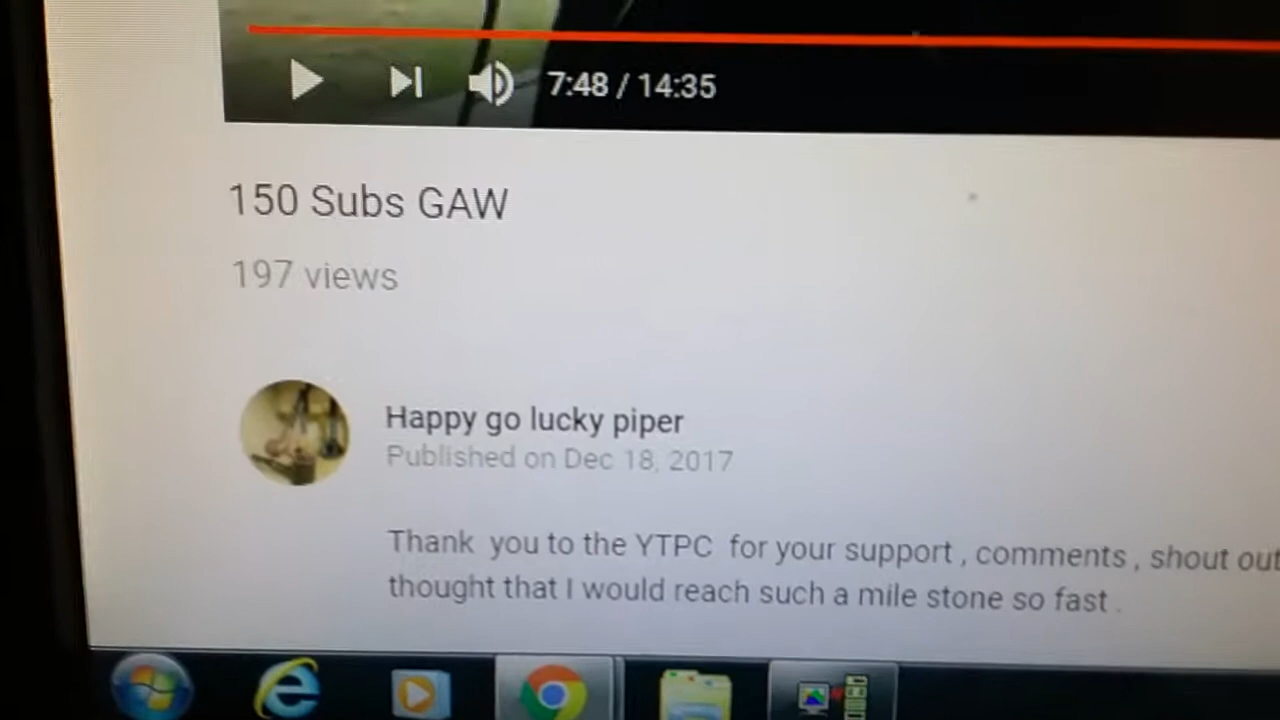 7:48 / 14:35
150 Subs GAW
197 views
Happy go lucky piper
Published on Dec 18, 2017
Thank you to the YTPC for your support , comments , shout out
thought that I would reach such a mile stone so fast .